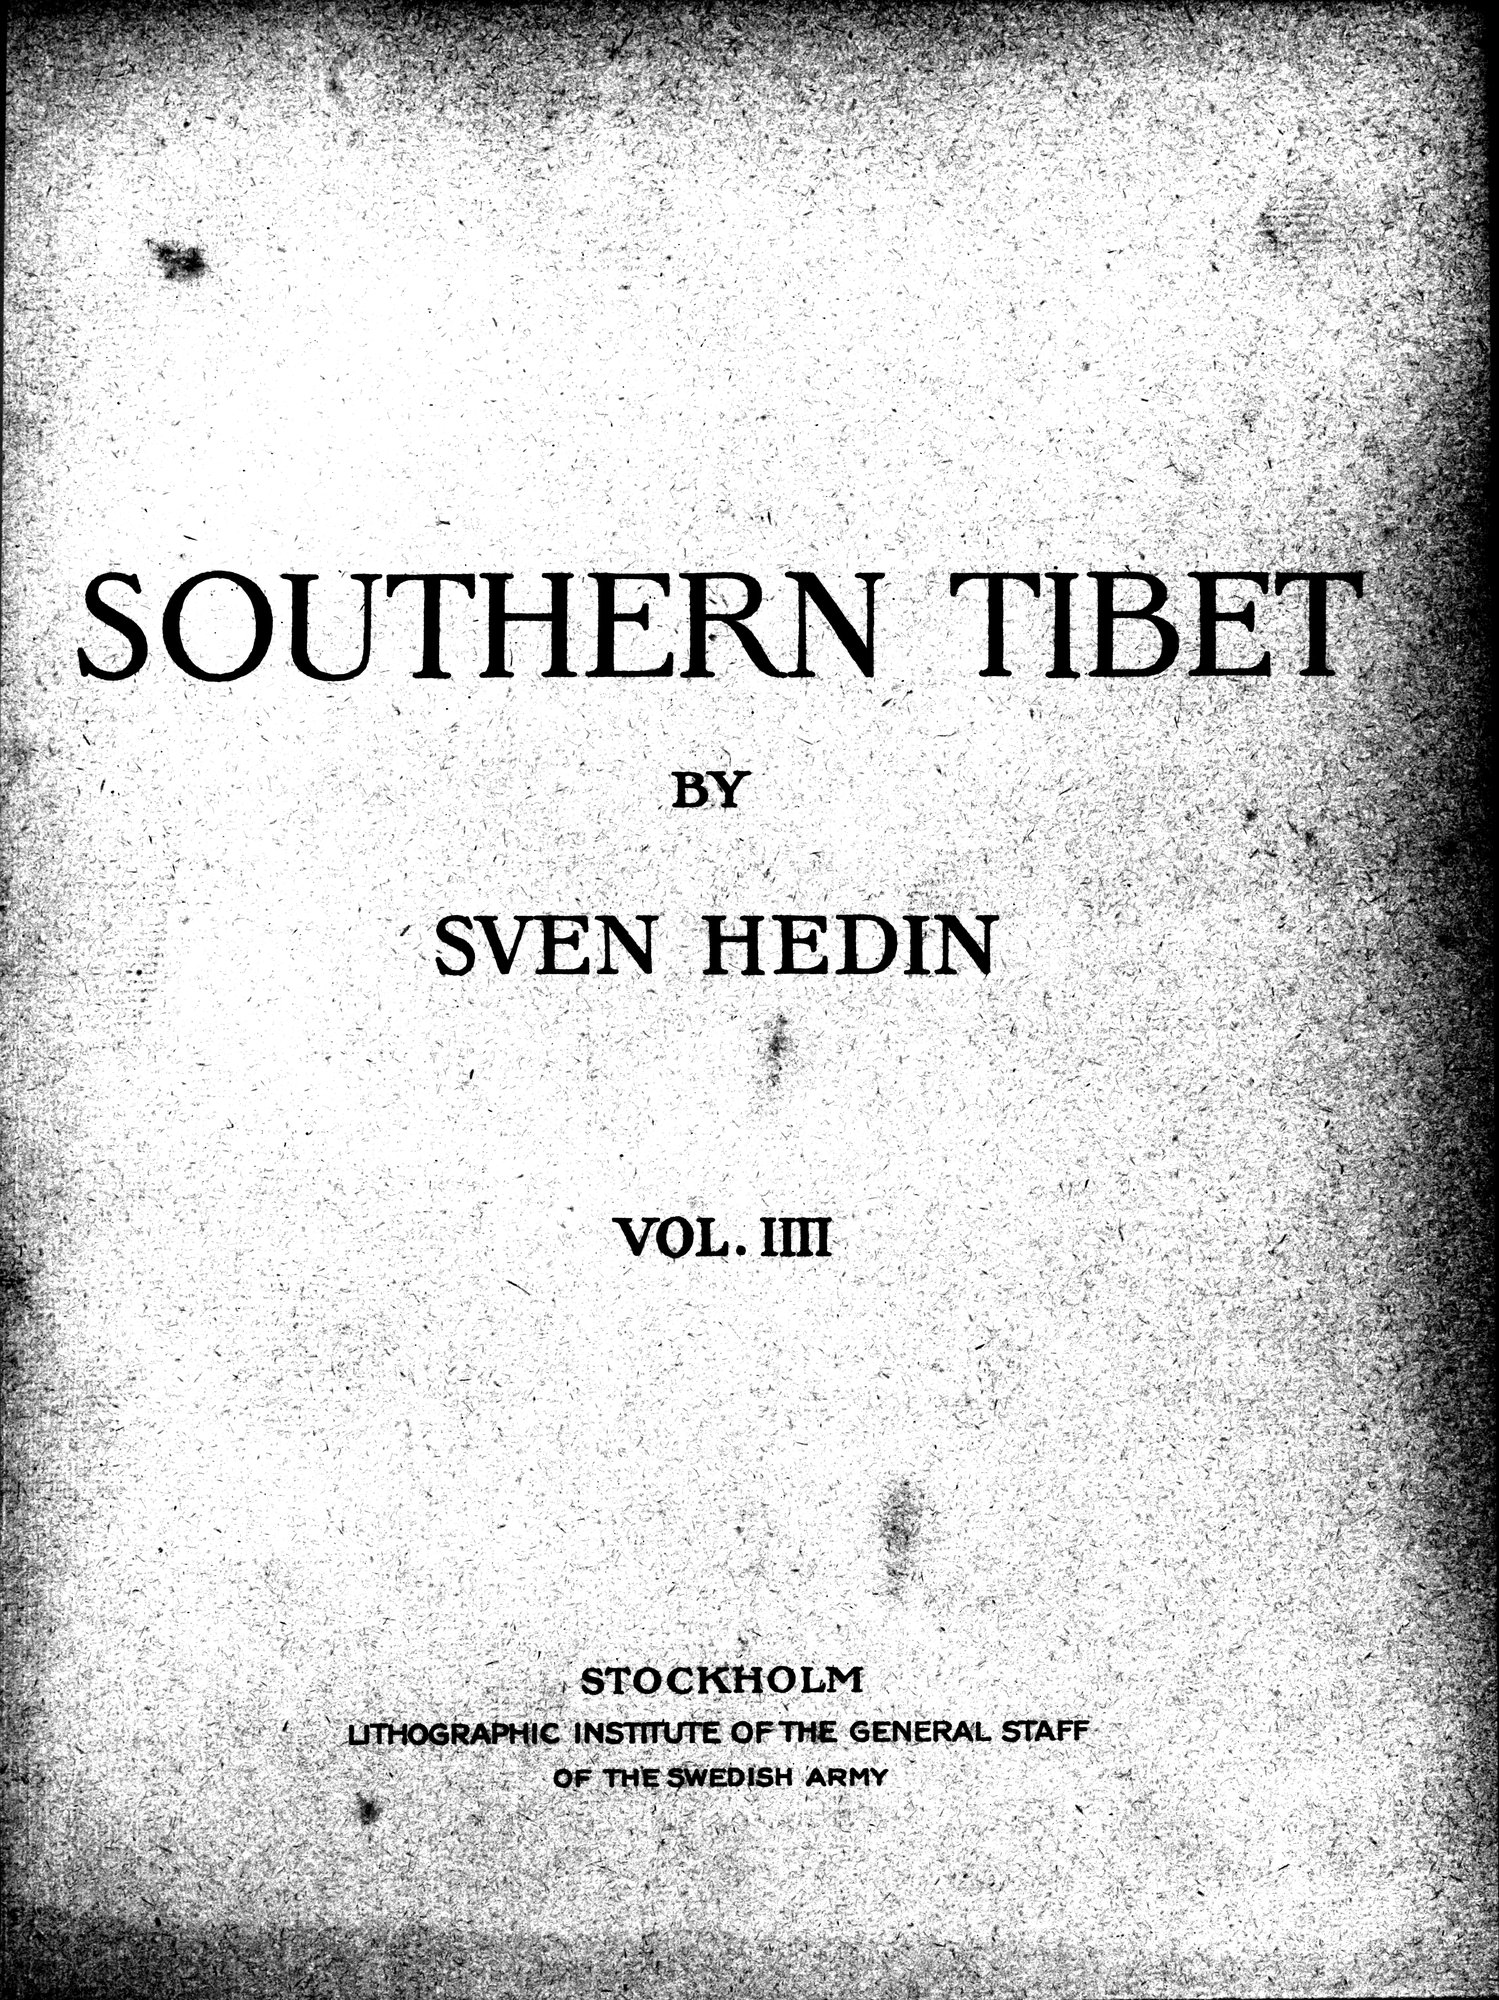 SOUTHERN TIBET
BY
SVEN HEDIN
VOL. IIII
STOCKHOLM
LITHOGRAPHIC INSTITUTE OF THE GENERAL STAFF
OF THE SWEDISH ARMY